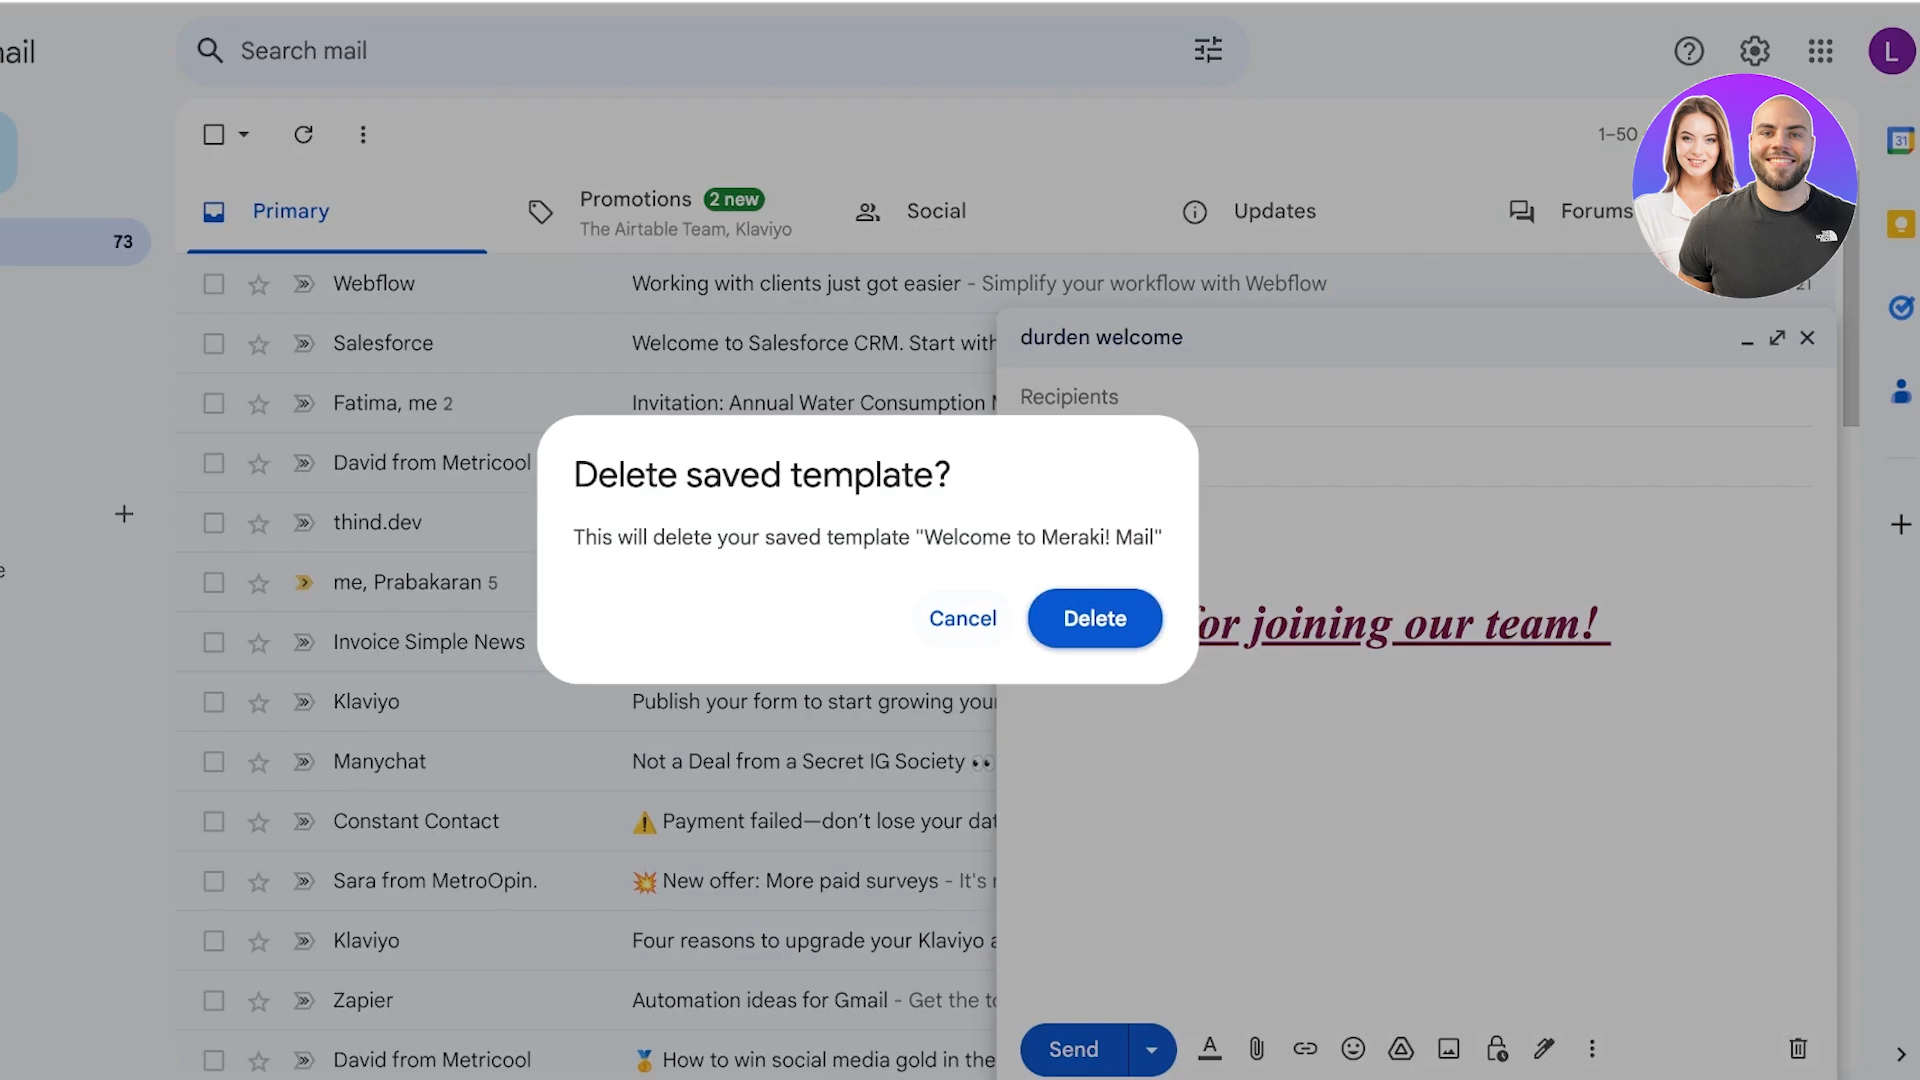 ail
Search mail
L
1–50
31
Primary
Promotions 2 new
The Airtable Team, Klaviyo
Social
Updates
Forums
73
Webflow
Working with clients just got easier - Simplify your workflow with Webflow
21
Salesforce
Welcome to Salesforce CRM. Start with
durden welcome
Fatima, me 2
Invitation: Annual Water Consumption
Recipients
David from Metricool
Delete saved template?
thind.dev
This will delete your saved template "Welcome to Meraki! Mail"
e
me, Prabakaran 5
Cancel
Delete
for joining our team!
Invoice Simple News
Klaviyo
Publish your form to start growing your
Manychat
Not a Deal from a Secret IG Society 👀
Constant Contact
⚠️ Payment failed—don’t lose your dat
Sara from MetroOpin.
💥 New offer: More paid surveys - It's
Klaviyo
Four reasons to upgrade your Klaviyo a
Zapier
Automation ideas for Gmail - Get the to
David from Metricool
🥇 How to win social media gold in the
Send